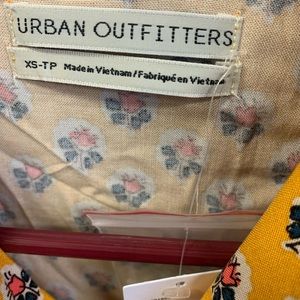 URBAN OUTFITTERS
XS-TP Made in Vietnam/Fabriqué en Vietnam